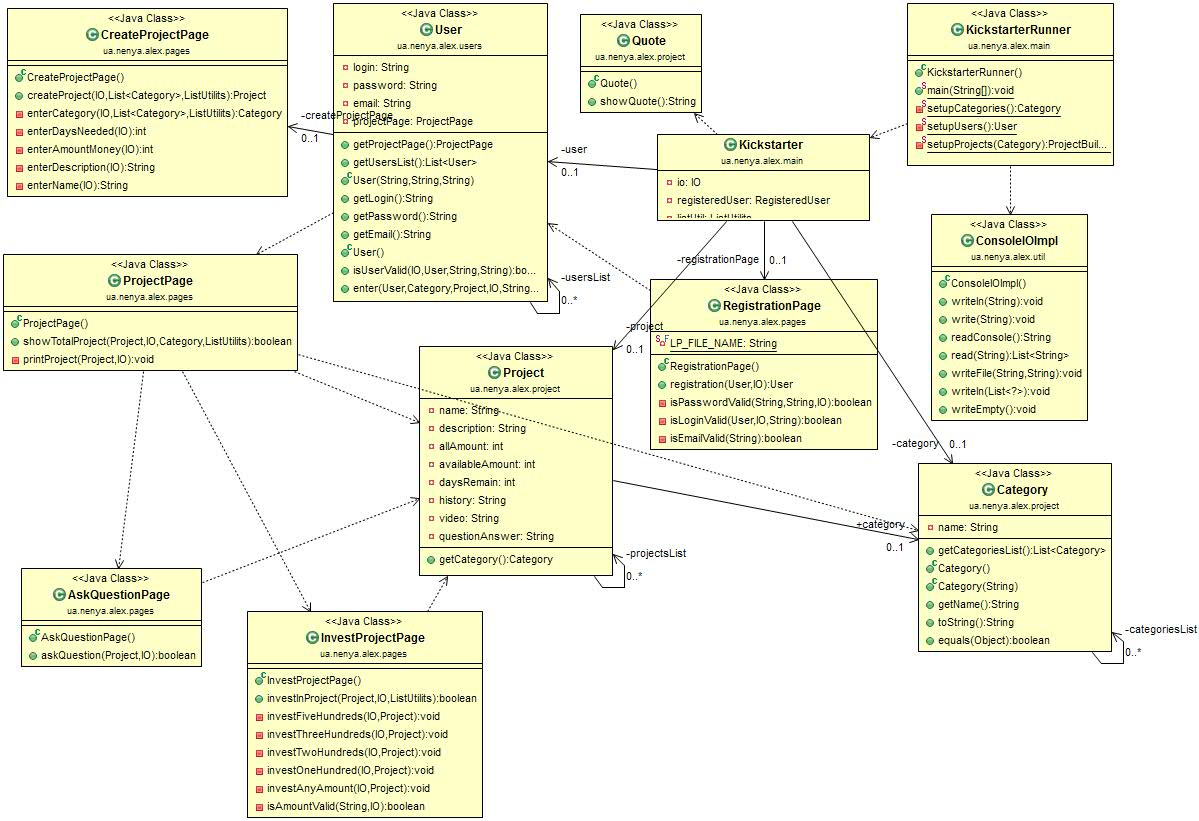 <<Java Class>>
CreateProjectPage
ua.nenya.alex.pages
CreateProjectPage()
createProject(IO,List<Category>,ListUtilits):Project
enterCategory(IO,List<Category>,ListUtilits):Category
enterDaysNeeded(IO):int
enterAmountMoney(IO):int
enterDescription(IO):String
enterName(IO):String
<<Java Class>>
User
ua.nenya.alex.users
login: String
password: String
email: String
projectPage: ProjectPage
getProjectPage():ProjectPage
getUsersList():List<User>
User(String,String,String)
getLogin():String
getPassword():String
getEmail():String
User()
isUserValid(IO,User,String,String):bo...
enter(User,Category,Project,IO,String...
-createProjectPage
0..1
<<Java Class>>
Quote
ua.nenya.alex.project
Quote()
showQuote():String
<<Java Class>>
KickstarterRunner
ua.nenya.alex.main
KickstarterRunner()
main(String[]):void
setupCategories():Category
setupUsers():User
setupProjects(Category):ProjectBuil...
<<Java Class>>
Kickstarter
ua.nenya.alex.main
io: IO
registeredUser: RegisteredUser
listUtil: ListUtilits
-user
0..1
<<Java Class>>
ConsoleIOImpl
ua.nenya.alex.util
ConsoleIOImpl()
writeln(String):void
write(String):void
readConsole():String
read(String):List<String>
writeFile(String,String):void
writeln(List<?>):void
writeEmpty():void
<<Java Class>>
ProjectPage
ua.nenya.alex.pages
ProjectPage()
showTotalProject(Project,IO,Category,ListUtilits):boolean
printProject(Project,IO):void
-usersList
0..*
-registrationPage
0..1
<<Java Class>>
RegistrationPage
ua.nenya.alex.pages
LP_FILE_NAME: String
RegistrationPage()
registration(User,IO):User
isPasswordValid(String,String,IO):boolean
isLoginValid(User,IO,String):boolean
isEmailValid(String):boolean
-project
0..1
<<Java Class>>
Project
ua.nenya.alex.project
name: String
description: String
allAmount: int
availableAmount: int
daysRemain: int
history: String
video: String
questionAnswer: String
getCategory():Category
-projectsList
0..*
-category
0..1
+category
0..1
<<Java Class>>
Category
ua.nenya.alex.project
name: String
getCategoriesList():List<Category>
Category()
Category(String)
getName():String
toString():String
equals(Object):boolean
-categoriesList
0..*
<<Java Class>>
AskQuestionPage
ua.nenya.alex.pages
AskQuestionPage()
askQuestion(Project,IO):boolean
<<Java Class>>
InvestProjectPage
ua.nenya.alex.pages
InvestProjectPage()
investInProject(Project,IO,ListUtilits):boolean
investFiveHundreds(IO,Project):void
investThreeHundreds(IO,Project):void
investTwoHundreds(IO,Project):void
investOneHundred(IO,Project):void
investAnyAmount(IO,Project):void
isAmountValid(String,IO):boolean